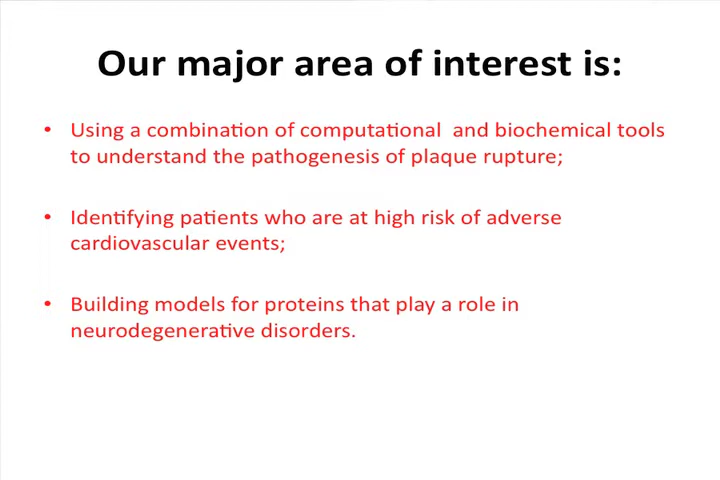 Our major area of interest is:
• Using a combination of computational and biochemical tools
to understand the pathogenesis of plaque rupture;
• Identifying patients who are at high risk of adverse
cardiovascular events;
• Building models for proteins that play a role in
neurodegenerative disorders.